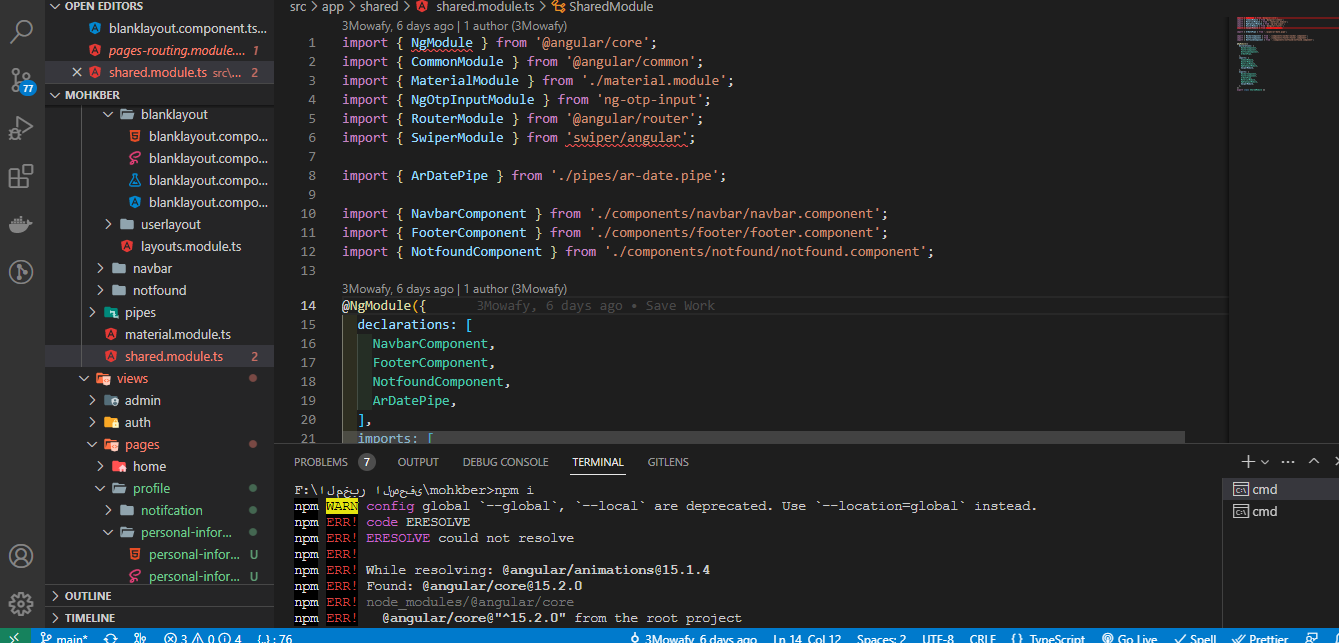 OPEN EDITORS
blanklayout.component.ts...
pages-routing.module.... 1
shared.module.ts src\... 2
77
MOHKBER
blanklayout
blanklayout.compo...
blanklayout.compo...
blanklayout.compo...
blanklayout.compo...
userlayout
layouts.module.ts
navbar
notfound
pipes
material.module.ts
shared.module.ts 2
views
admin
auth
pages
home
profile
notifcation
personal-infor...
personal-infor... U
personal-infor... U
OUTLINE
TIMELINE
src > app > shared > shared.module.ts > SharedModule
3Mowafy, 6 days ago | 1 author (3Mowafy)
1 import { NgModule } from '@angular/core';
2 import { CommonModule } from '@angular/common';
3 import { MaterialModule } from './material.module';
4 import { NgOtpInputModule } from 'ng-otp-input';
5 import { RouterModule } from '@angular/router';
6 import { SwiperModule } from 'swiper/angular';
7
8 import { ArDatePipe } from './pipes/ar-date.pipe';
9
10 import { NavbarComponent } from './components/navbar/navbar.component';
11 import { FooterComponent } from './components/footer/footer.component';
12 import { NotfoundComponent } from './components/notfound/notfound.component';
13
3Mowafy, 6 days ago | 1 author (3Mowafy)
14 @NgModule({ 3Mowafy, 6 days ago • Save Work
15 declarations: [
16 NavbarComponent,
17 FooterComponent,
18 NotfoundComponent,
19 ArDatePipe,
20 ],
21 imports: [
PROBLEMS 7 OUTPUT DEBUG CONSOLE TERMINAL GITLENS
F:\المخبر الصحفى\mohkber>npm i
npm WARN config global `--global`, `--local` are deprecated. Use `--location=global` instead.
npm ERR! code ERESOLVE
npm ERR! ERESOLVE could not resolve
npm ERR!
npm ERR! While resolving: @angular/animations@15.1.4
npm ERR! Found: @angular/core@15.2.0
npm ERR! node_modules/@angular/core
npm ERR! @angular/core@"^15.2.0" from the root project
cmd
cmd
main* 3 0 4 {..} : 76 3Mowafy, 6 days ago Ln 14, Col 12 Spaces: 2 UTF-8 CRLF {} TypeScript Go Live Spell Prettier